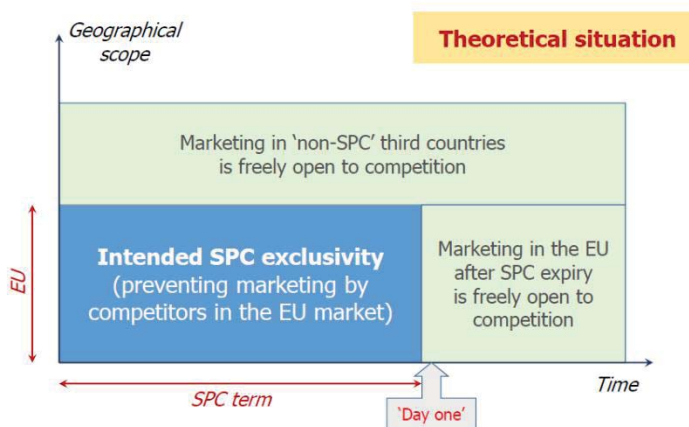 Geographical
scope
Theoretical situation
Marketing in ‘non-SPC’ third countries
is freely open to competition
EU
Intended SPC exclusivity
(preventing marketing by
competitors in the EU market)
Marketing in the EU
after SPC expiry
is freely open to
competition
SPC term
Time
‘Day one’